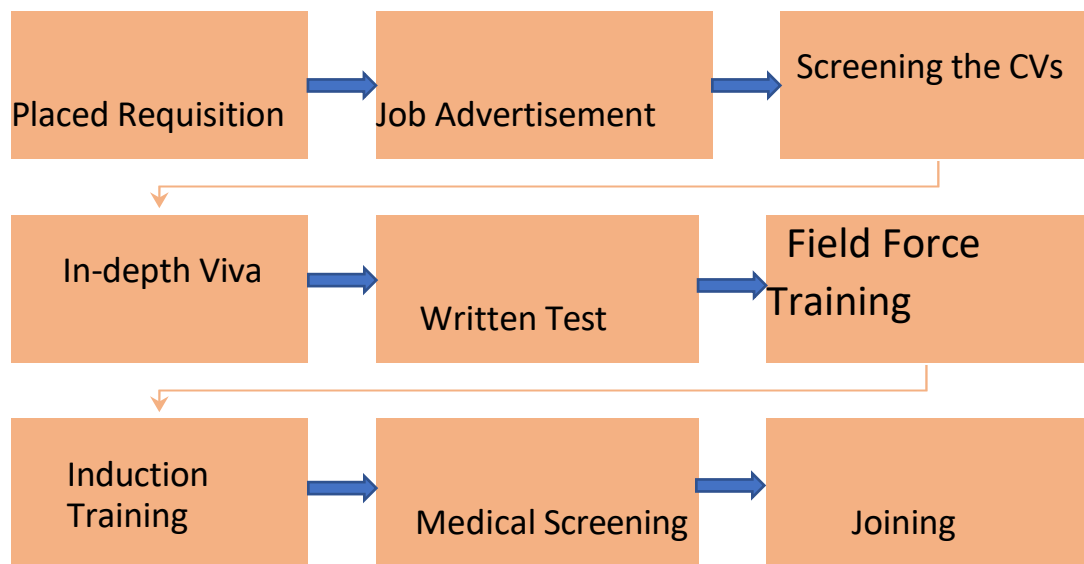 Placed Requisition
Job Advertisement
Screening the CVs
In-depth Viva
Written Test
Field Force
Training
Induction
Training
Medical Screening
Joining